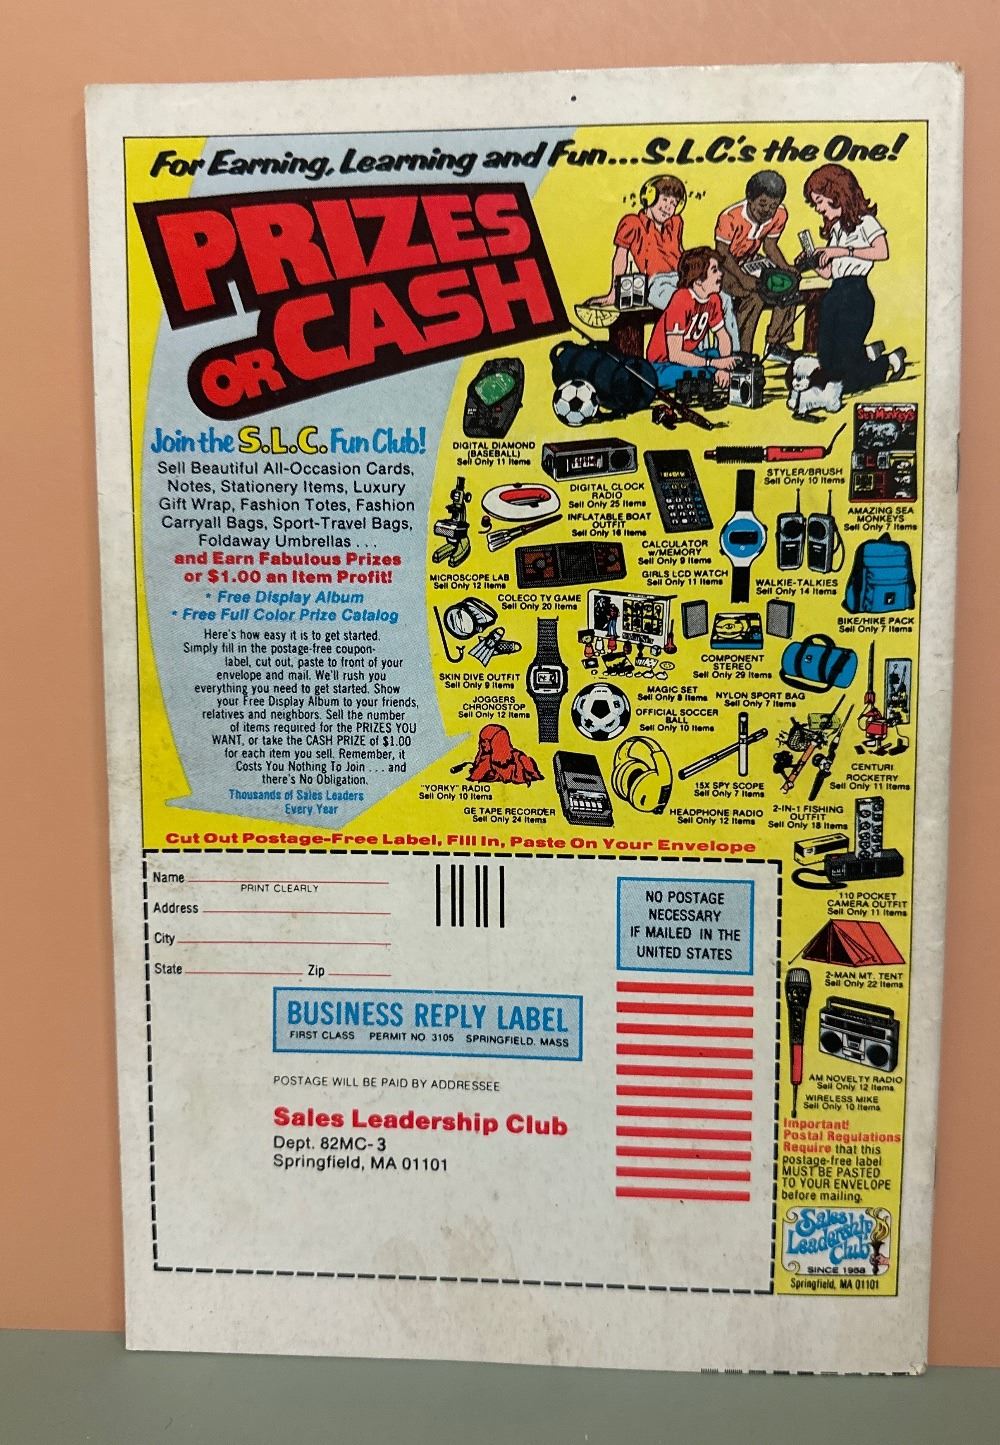 For Earning, Learning and Fun...S.L.C.'s the One!
PRIZES
OR CASH
Join the S.L.C. Fun Club!
Sell Beautiful All-Occasion Cards,
Notes, Stationery Items, Luxury
Gift Wrap, Fashion Totes, Fashion
Carryall Bags, Sport-Travel Bags,
Foldaway Umbrellas . . .
and Earn Fabulous Prizes
or $1.00 an Item Profit!
* Free Display Album
* Free Full Color Prize Catalog
Here's how easy it is to get started.
Simply fill in the postage-free coupon-
label, cut out, paste to front of your
envelope and mail. We'll rush you
everything you need to get started. Show
your Free Display Album to your friends,
relatives and neighbors. Sell the number
of items required for the PRIZES YOU
WANT, or take the CASH PRIZE of $1.00
for each item you sell. Remember, it
Costs You Nothing To Join . . . and
there's No Obligation.
Thousands of Sales Leaders
Every Year
19
DIGITAL DIAMOND
(BASEBALL)
Sell Only 11 Items
DIGITAL CLOCK
RADIO
Sell Only 25 Items
STYLER/BRUSH
Sell Only 10 Items
Sea Monkeys
AMAZING SEA
MONKEYS
Sell Only 7 Items
INFLATABLE BOAT
OUTFIT
Sell Only 16 Items
CALCULATOR
w/MEMORY
Sell Only 9 Items
MICROSCOPE LAB
Sell Only 12 Items
GIRLS LCD WATCH
Sell Only 11 Items
WALKIE-TALKIES
Sell Only 14 Items
COLECO TV GAME
Sell Only 20 Items
BIKE/HIKE PACK
Sell Only 7 Items
SKIN DIVE OUTFIT
Sell Only 9 Items
COMPONENT
STEREO
Sell Only 29 Items
MAGIC SET
Sell Only 8 Items
NYLON SPORT BAG
Sell Only 7 Items
JOGGERS
CHRONOSTOP
Sell Only 12 Items
OFFICIAL SOCCER
BALL
Sell Only 10 Items
CENTURI
ROCKETRY
Sell Only 11 Items
"YORKY" RADIO
Sell Only 10 Items
15X SPY SCOPE
Sell Only 7 Items
GE TAPE RECORDER
Sell Only 24 Items
HEADPHONE RADIO
Sell Only 12 Items
2-IN-1 FISHING
OUTFIT
Sell Only 18 Items
110 POCKET
CAMERA OUTFIT
Sell Only 11 Items
2-MAN MT. TENT
Sell Only 22 Items
AM NOVELTY RADIO
Sell Only 12 Items
WIRELESS MIKE
Sell Only 10 Items
Cut Out Postage-Free Label, Fill In, Paste On Your Envelope
Name
PRINT CLEARLY
Address
City
State Zip
NO POSTAGE
NECESSARY
IF MAILED IN THE
UNITED STATES
BUSINESS REPLY LABEL
FIRST CLASS PERMIT NO. 3105 SPRINGFIELD, MASS
POSTAGE WILL BE PAID BY ADDRESSEE
Sales Leadership Club
Dept. 82MC-3
Springfield, MA 01101
Important!
Postal Regulations
Require that this
postage-free label
MUST BE PASTED
TO YOUR ENVELOPE
before mailing.
Sales
Leadership
Club
SINCE 1958
Springfield, MA 01101